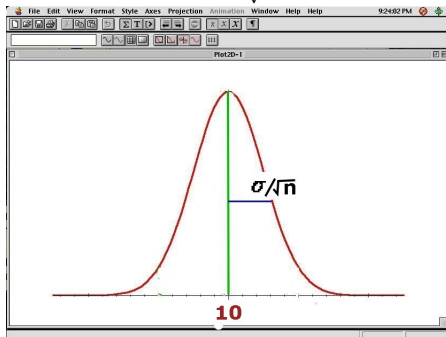 File Edit View Format Style Axes Projection Animation Window Help Help 9:24:02 PM
Plot2D-1
σ/√n
10